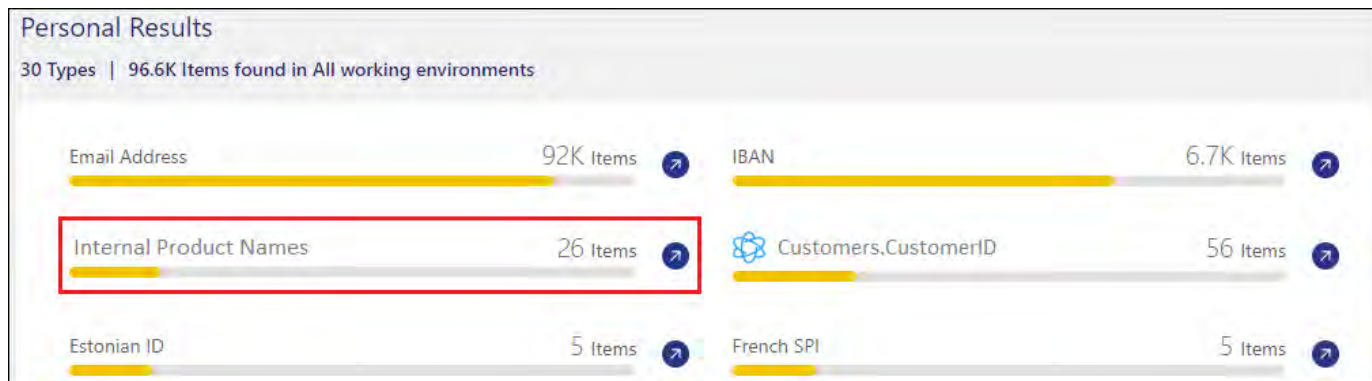 Personal Results
30 Types | 96.6K Items found in All working environments
Email Address 92K Items
IBAN 6.7K Items
Internal Product Names 26 Items
Customers.CustomerID 56 Items
Estonian ID 5 Items
French SPI 5 Items